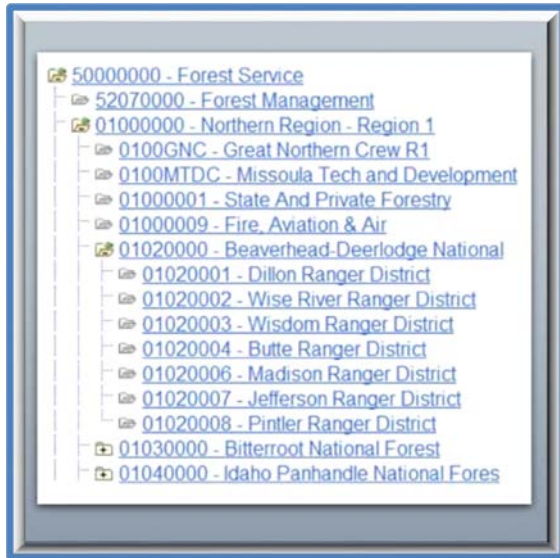 50000000 - Forest Service
52070000 - Forest Management
01000000 - Northern Region - Region 1
0100GNC - Great Northern Crew R1
0100MTDC - Missoula Tech and Development
01000001 - State And Private Forestry
01000009 - Fire, Aviation & Air
01020000 - Beaverhead-Deerlodge National
01020001 - Dillon Ranger District
01020002 - Wise River Ranger District
01020003 - Wisdom Ranger District
01020004 - Butte Ranger District
01020006 - Madison Ranger District
01020007 - Jefferson Ranger District
01020008 - Pintler Ranger District
01030000 - Bitterroot National Forest
01040000 - Idaho Panhandle National Fores